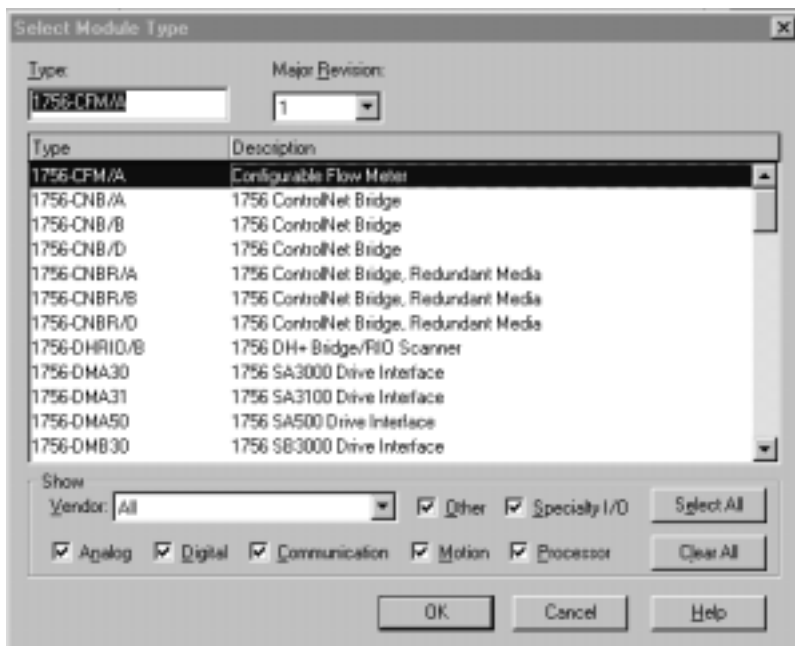 Select Module Type
Type: Major Revision:
1756-CFM/A 1
Type Description
1756-CFM/A Configurable Flow Meter
1756-CNB/A 1756 ControlNet Bridge
1756-CNB/B 1756 ControlNet Bridge
1756-CNB/D 1756 ControlNet Bridge
1756-CNBR/A 1756 ControlNet Bridge, Redundant Media
1756-CNBR/B 1756 ControlNet Bridge, Redundant Media
1756-CNBR/D 1756 ControlNet Bridge, Redundant Media
1756-DHRIO/B 1756 DH+ Bridge/RIO Scanner
1756-DMA30 1756 SA3000 Drive Interface
1756-DMA31 1756 SA3100 Drive Interface
1756-DMA50 1756 SA500 Drive Interface
1756-DMB30 1756 SB3000 Drive Interface
Show
Vendor: All Other Specialty I/O Select All
Analog Digital Communication Motion Processor Clear All
OK Cancel Help